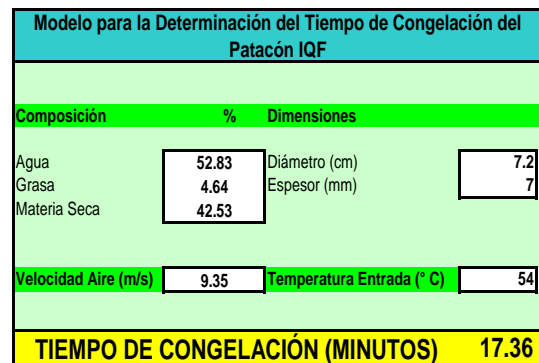 Modelo para la Determinación del Tiempo de Congelación del
Patacón IQF
Composición % Dimensiones
Agua 52.83 Diámetro (cm) 7.2
Grasa 4.64 Espesor (mm) 7
Materia Seca 42.53
Velocidad Aire (m/s) 9.35 Temperatura Entrada (° C) 54
TIEMPO DE CONGELACIÓN (MINUTOS) 17.36